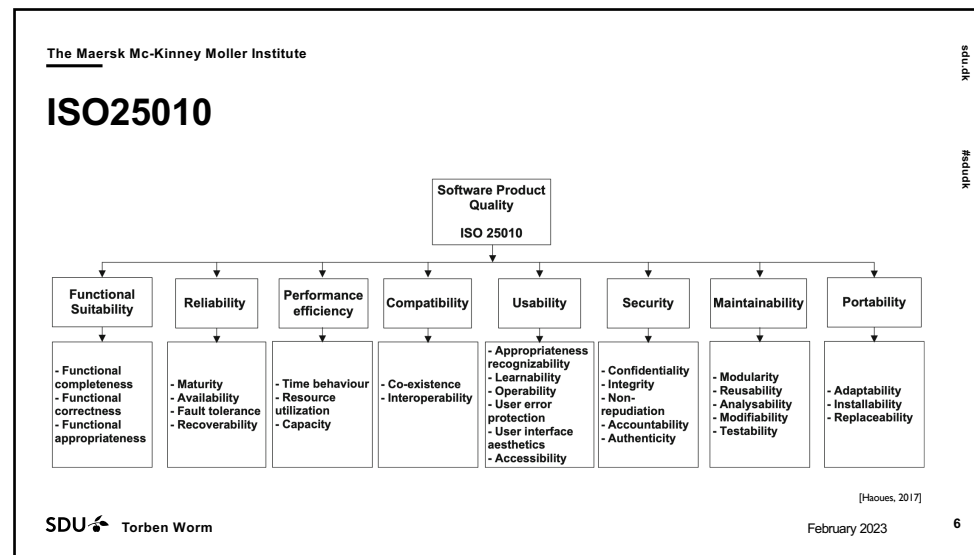 The Maersk Mc-Kinney Moller Institute
sdu.dk
#sdudk
ISO25010
Software Product
Quality
ISO 25010
Functional
Suitability
Reliability
Performance
efficiency
Compatibility
Usability
Security
Maintainability
Portability
- Functional
completeness
- Functional
correctness
- Functional
appropriateness
- Maturity
- Availability
- Fault tolerance
- Recoverability
- Time behaviour
- Resource
utilization
- Capacity
- Co-existence
- Interoperability
- Appropriateness
recognizability
- Learnability
- Operability
- User error
protection
- User interface
aesthetics
- Accessibility
- Confidentiality
- Integrity
- Non-
repudiation
- Accountability
- Authenticity
- Modularity
- Reusability
- Analysability
- Modifiability
- Testability
- Adaptability
- Installability
- Replaceability
[Haoues, 2017]
SDU Torben Worm
February 2023
6